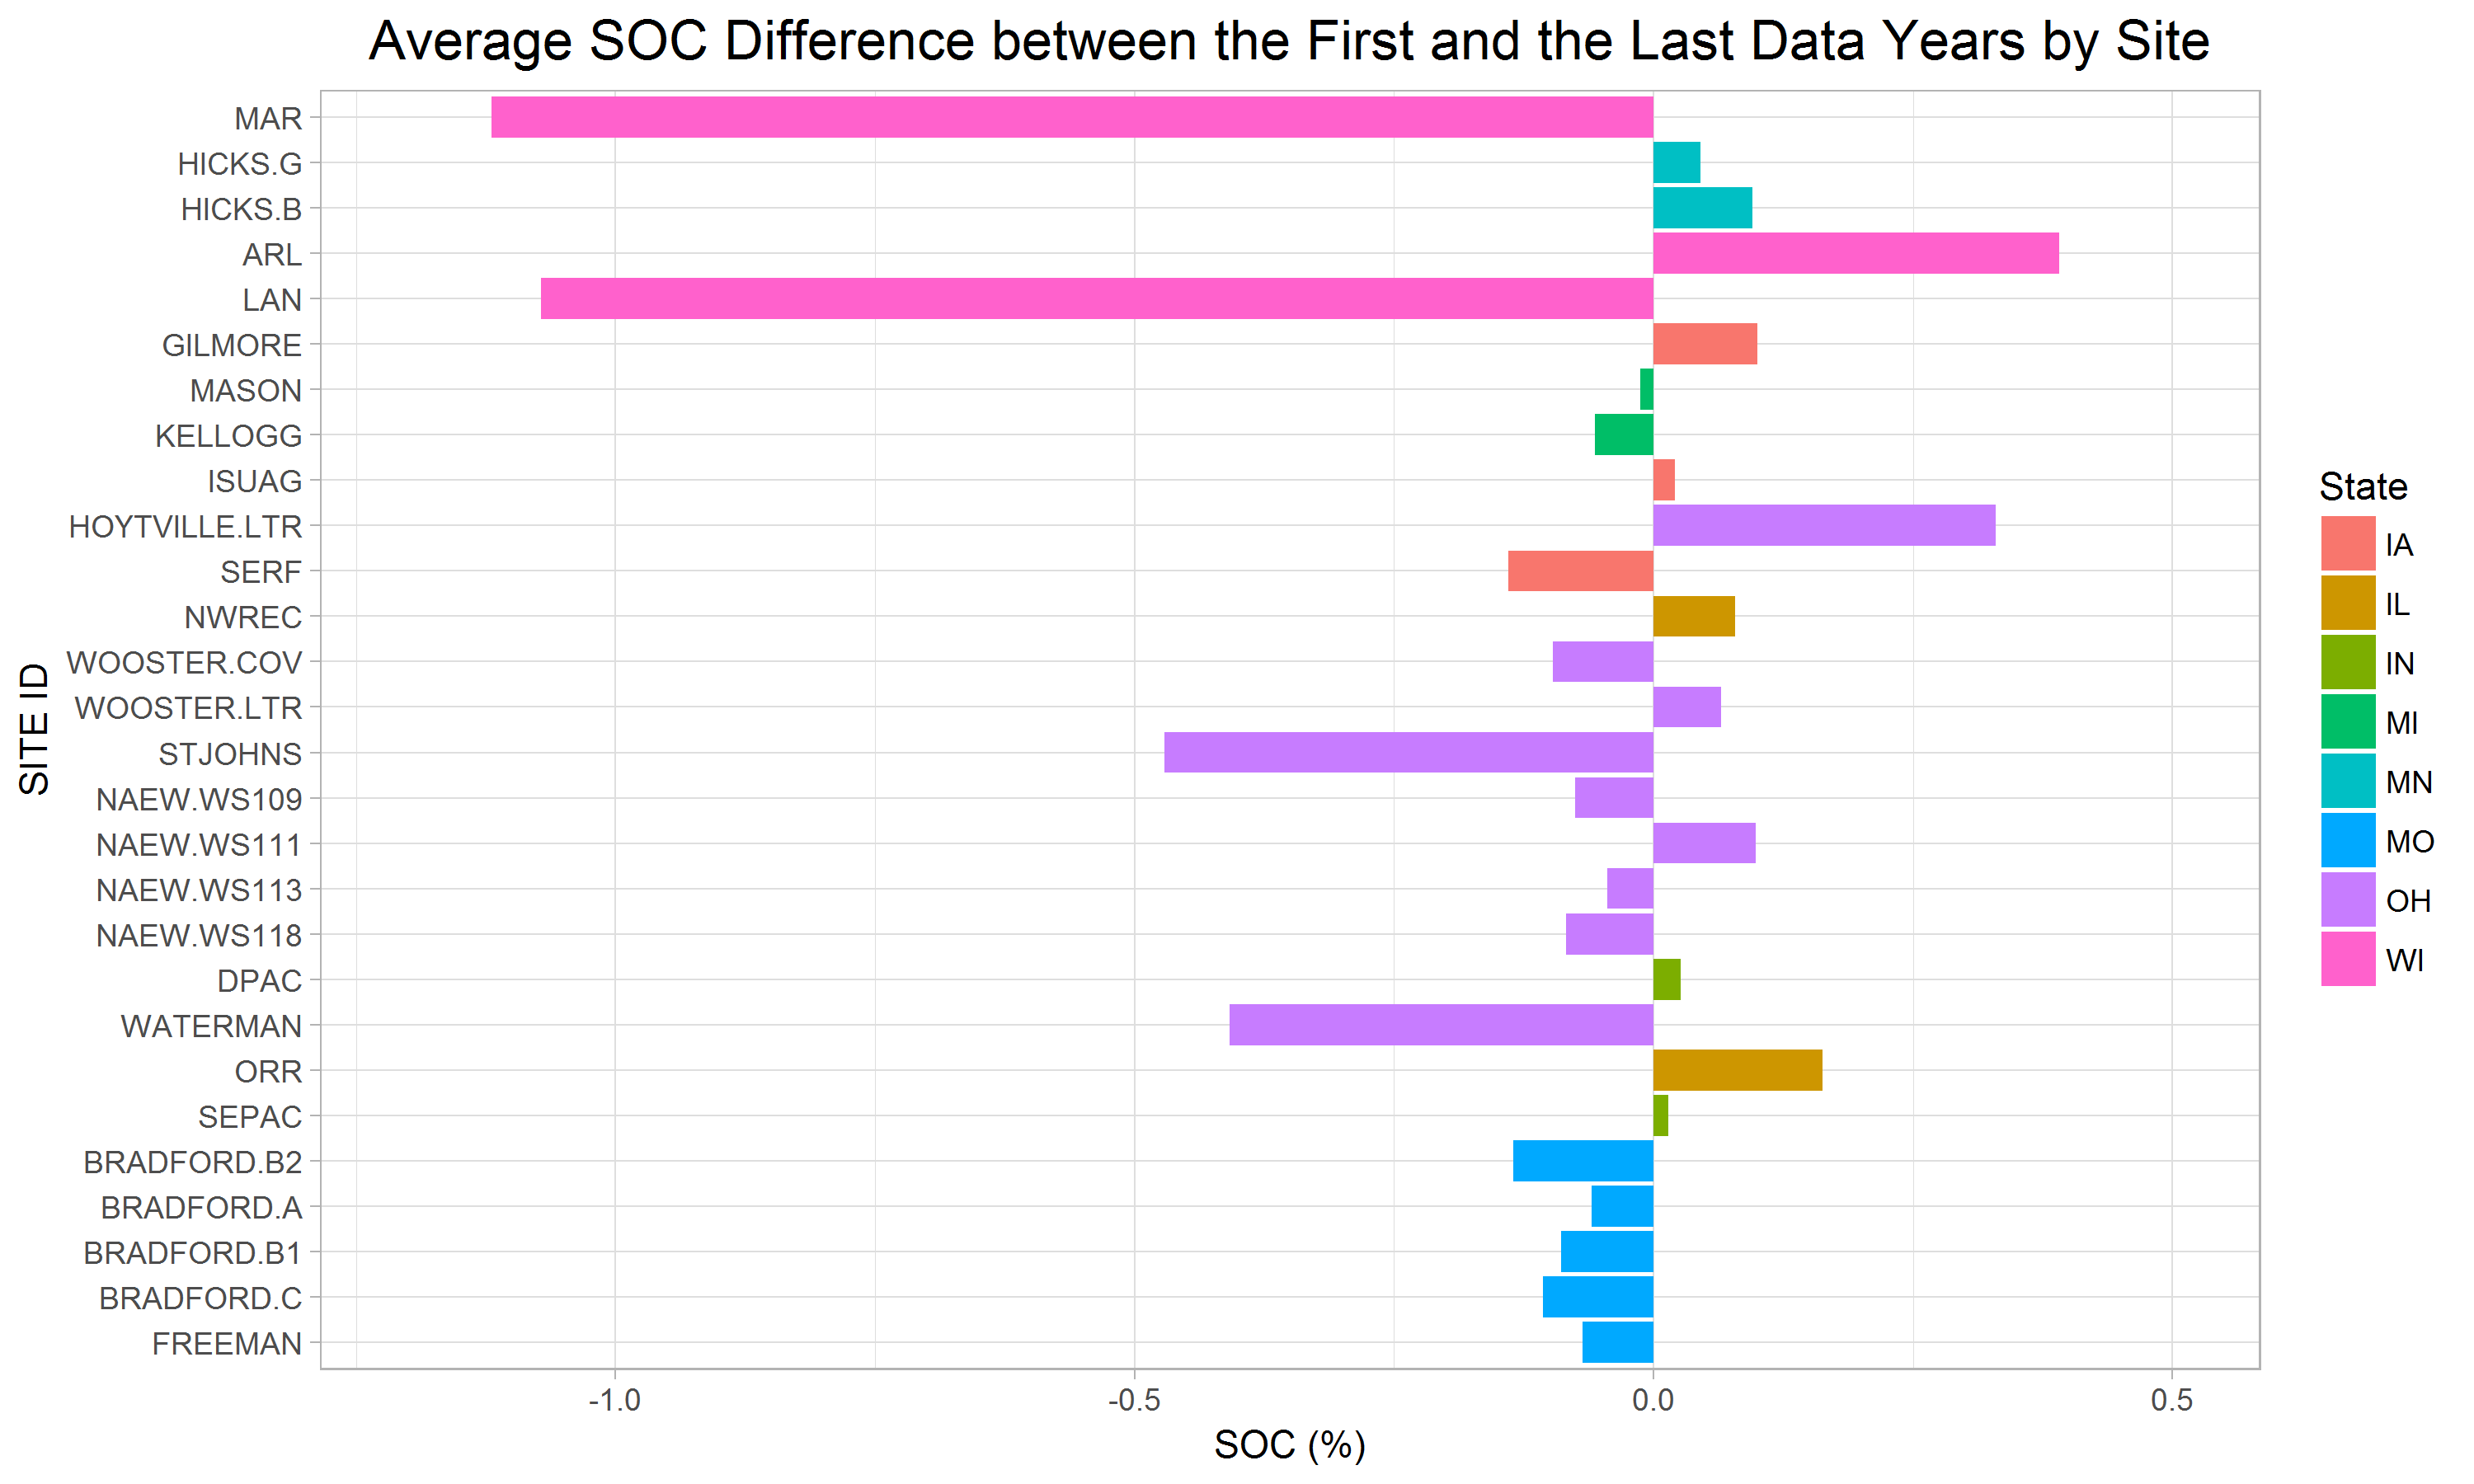 Average SOC Difference between the First and the Last Data Years by Site
SITE ID
MAR
HICKS.G
HICKS.B
ARL
LAN
GILMORE
MASON
KELLOGG
ISUAG
HOYTVILLE.LTR
SERF
NWREC
WOOSTER.COV
WOOSTER.LTR
STJOHNS
NAEW.WS109
NAEW.WS111
NAEW.WS113
NAEW.WS118
DPAC
WATERMAN
ORR
SEPAC
BRADFORD.B2
BRADFORD.A
BRADFORD.B1
BRADFORD.C
FREEMAN
-1.0 -0.5 0.0 0.5
SOC (%)
State
IA
IL
IN
MI
MN
MO
OH
WI